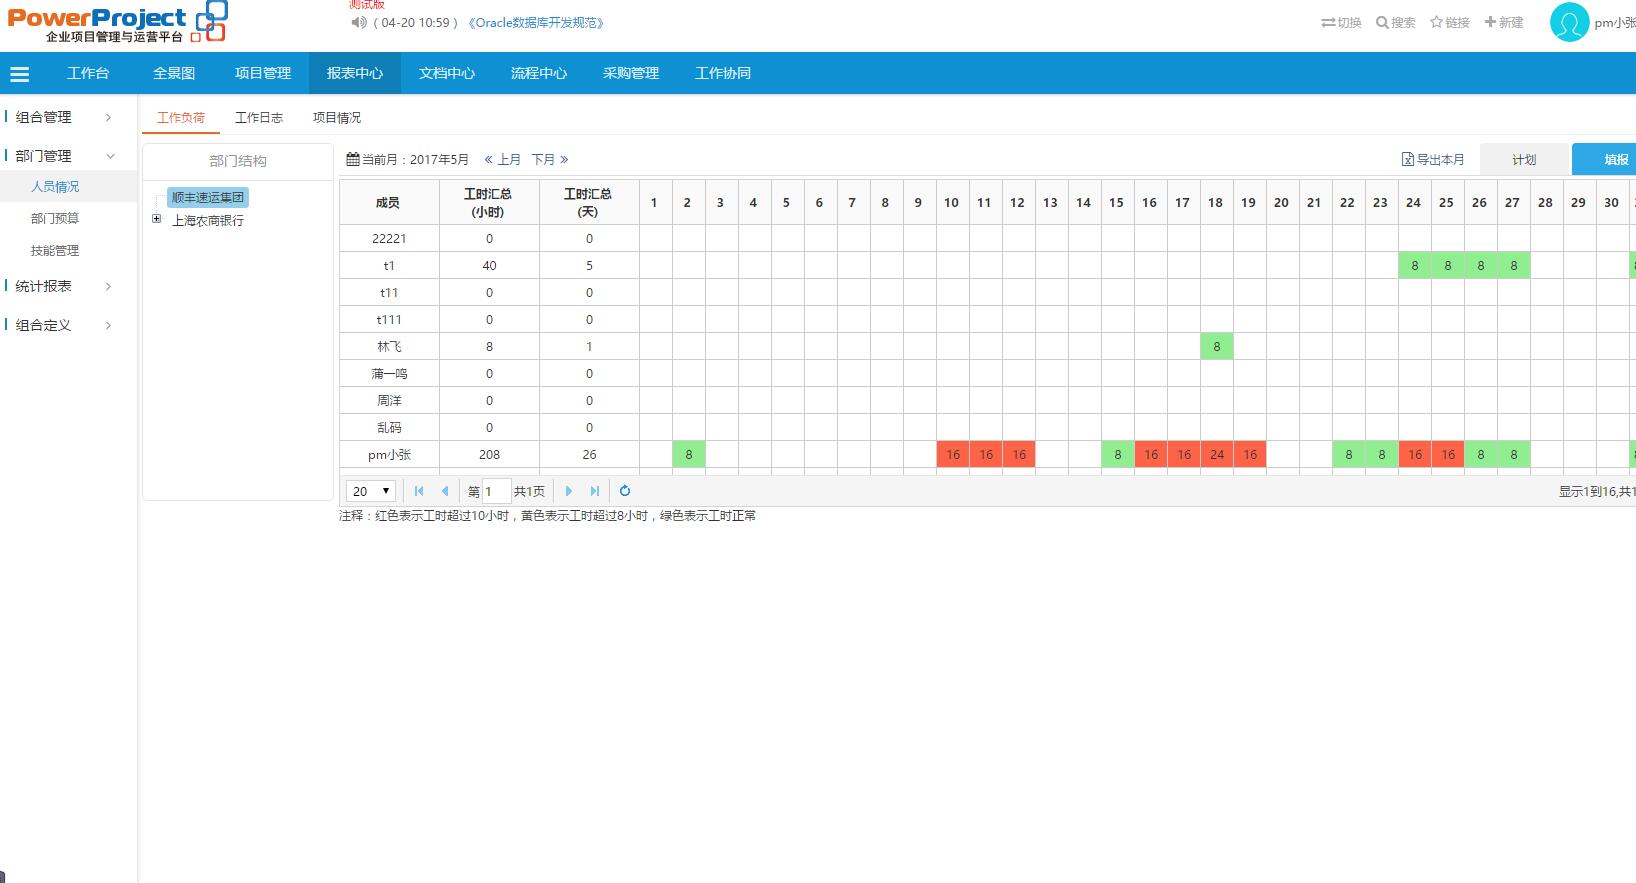 PowerProject
企业项目管理与运营平台
测试版
(04-20 10:59) 《Oracle数据库开发规范》
切换 搜索 链接 新建 pm小张
工作台 全景图 项目管理 报表中心 文档中心 流程中心 采购管理 工作协同
组合管理
部门管理
人员情况
部门预算
技能管理
统计报表
组合定义
工作负荷 工作日志 项目情况
部门结构
顺丰速运集团
上海农商银行
当前月：2017年5月 « 上月 下月 » 导出本月 计划 填报
成员 工时汇总(小时) 工时汇总(天) 1 2 3 4 5 6 7 8 9 10 11 12 13 14 15 16 17 18 19 20 21 22 23 24 25 26 27 28 29 30
22221 0 0
t1 40 5 8 8 8 8
t11 0 0
t111 0 0
林飞 8 1 8
蒲一鸣 0 0
周洋 0 0
乱码 0 0
pm小张 208 26 8 16 16 16 8 16 16 24 16 8 8 16 16 8 8
20 第 1 共1页 显示1到16,共1
注释：红色表示工时超过10小时，黄色表示工时超过8小时，绿色表示工时正常